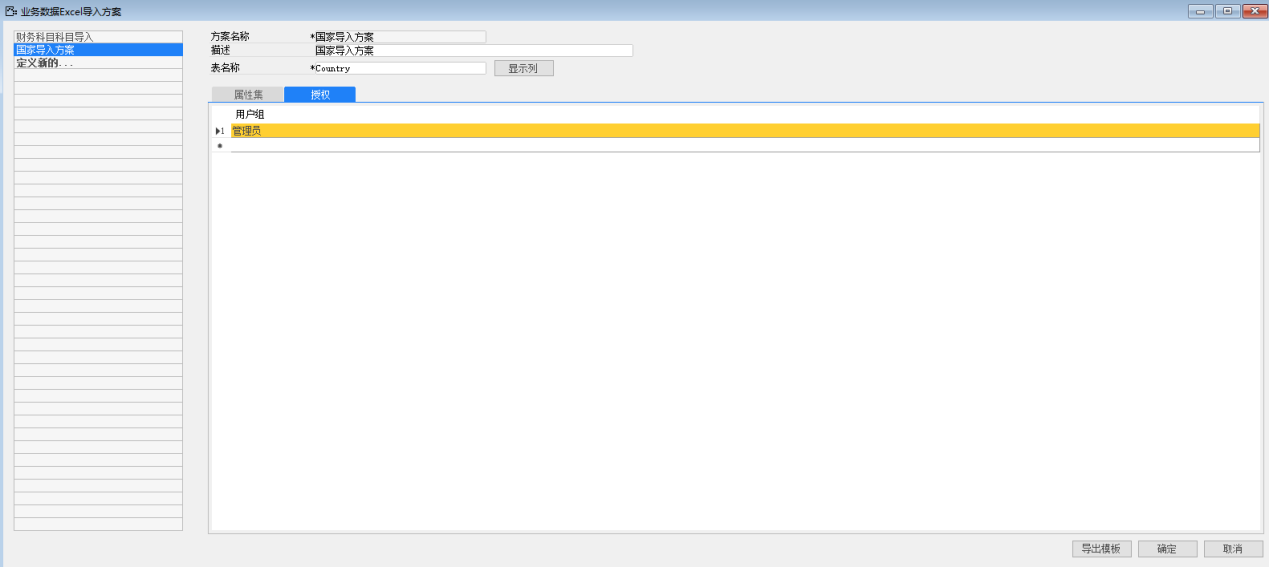 业务数据Excel导入方案
财务科目科目导入
国家导入方案
定义新的...
方案名称 *国家导入方案
描述 国家导入方案
表名称 *Country 显示列
属性集 授权
用户组
1 管理员
导出模板 确定 取消